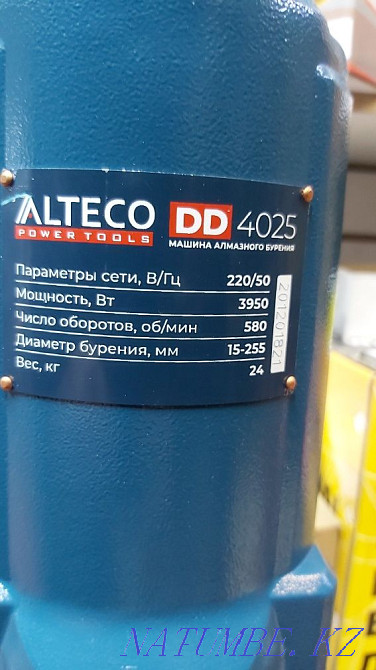 ALTECO DD 4025
POWER TOOLS МАШИНА АЛМАЗНОГО БУРЕНИЯ
Параметры сети, В/Гц 220/50
Мощность, Вт 3950
Число оборотов, об/мин 580
Диаметр бурения, мм 15-255
Вес, кг 24
201201821
NATUMBE.KZ